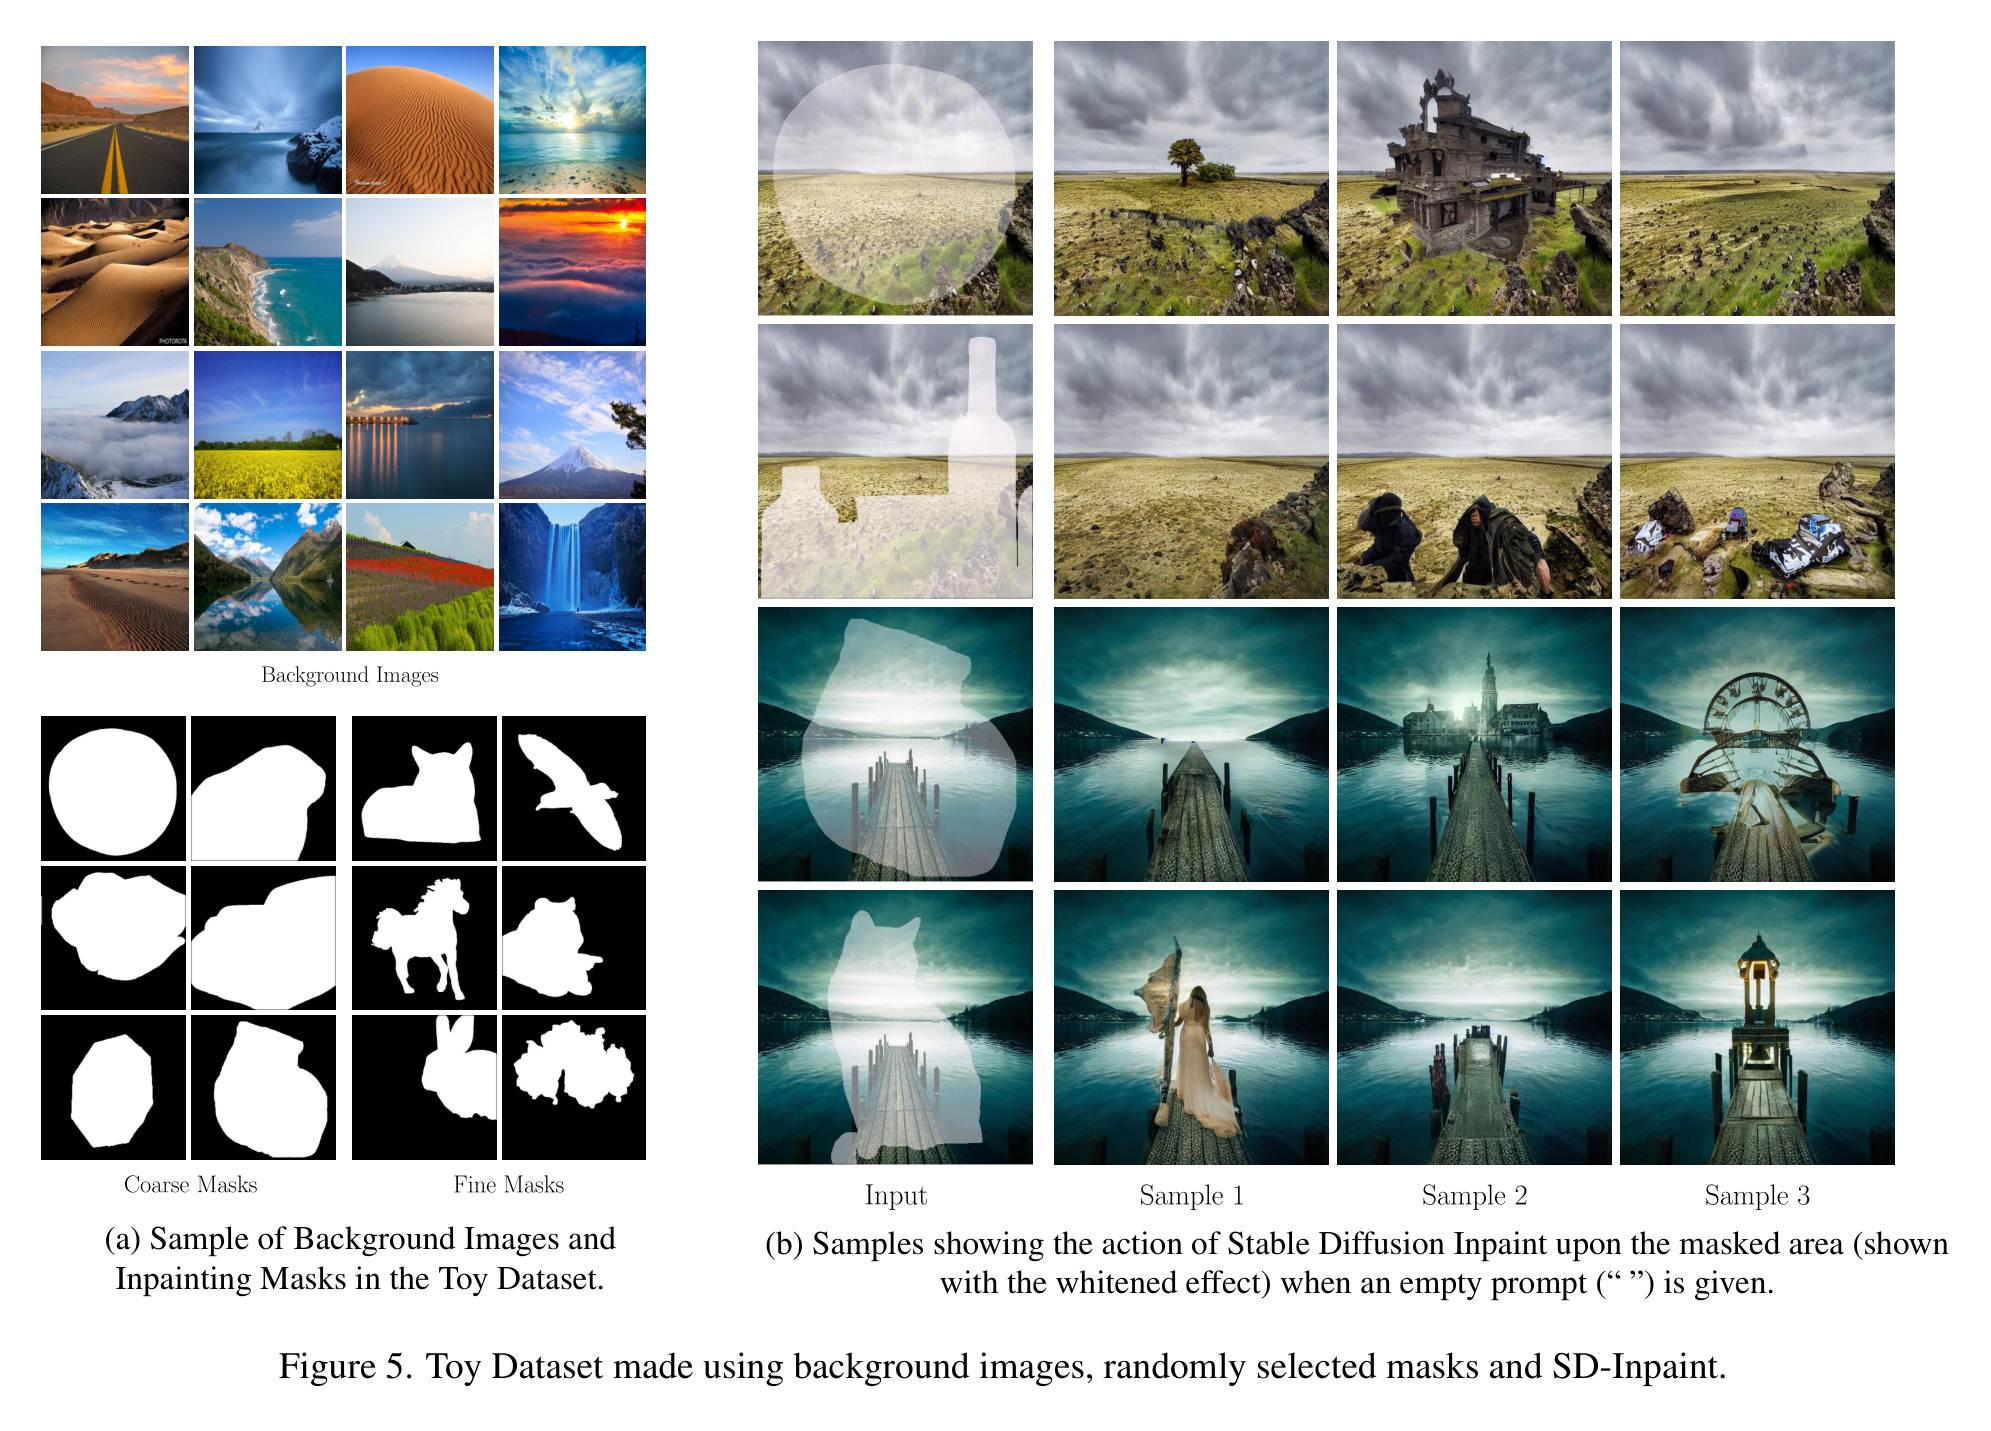 PHOTOROTA
Background Images
Coarse Masks
Fine Masks
(a) Sample of Background Images and
Inpainting Masks in the Toy Dataset.
Input
Sample 1
Sample 2
Sample 3
(b) Samples showing the action of Stable Diffusion Inpaint upon the masked area (shown
with the whitened effect) when an empty prompt (“ ”) is given.
Figure 5. Toy Dataset made using background images, randomly selected masks and SD-Inpaint.